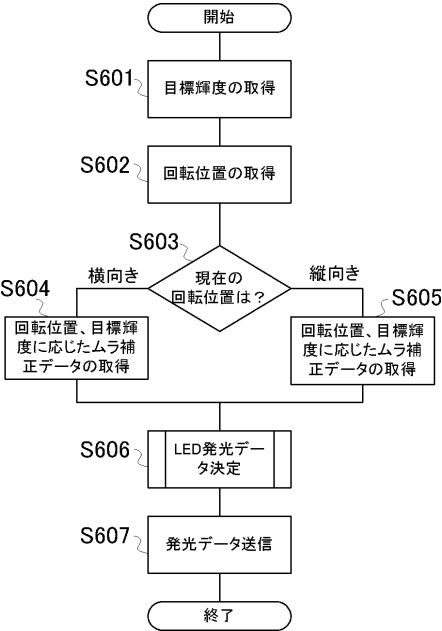 開始
S601
目標輝度の取得
S602
回転位置の取得
S603
現在の
回転位置は？
横向き
縦向き
S604
回転位置、目標輝
度に応じたムラ補
正データの取得
S605
回転位置、目標輝
度に応じたムラ補
正データの取得
S606
LED発光デー
タ決定
S607
発光データ送信
終了